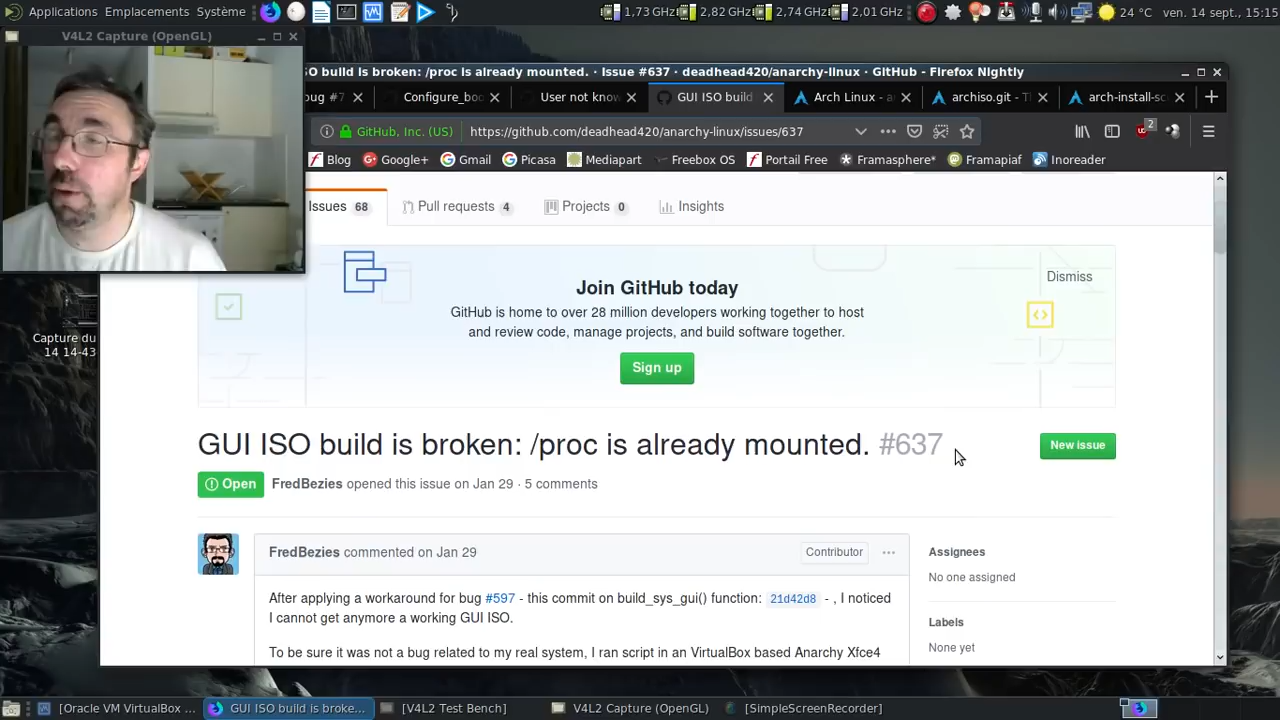 Applications Emplacements Système
1,73 GHz 2,82 GHz 2,74 GHz 2,01 GHz
24 °C ven. 14 sept., 15:15
V4L2 Capture (OpenGL)
SO build is broken: /proc is already mounted. · Issue #637 · deadhead420/anarchy-linux · GitHub - Firefox Nightly
bug #7 Configure_boo User not know GUI ISO build Arch Linux - a archiso.git - T arch-install-sc
GitHub, Inc. (US) https://github.com/deadhead420/anarchy-linux/issues/637
2
Blog Google+ Gmail Picasa Mediapart Freebox OS Portail Free Framasphère* Framapiaf Inoreader
Issues 68 Pull requests 4 Projects 0 Insights
Join GitHub today
Dismiss
GitHub is home to over 28 million developers working together to host
and review code, manage projects, and build software together.
Sign up
Capture du
14 14-43
GUI ISO build is broken: /proc is already mounted. #637
New issue
Open FredBezies opened this issue on Jan 29 · 5 comments
FredBezies commented on Jan 29 Contributor
Assignees
No one assigned
After applying a workaround for bug #597 - this commit on build_sys_gui() function: 21d42d8 - , I noticed
I cannot get anymore a working GUI ISO.
Labels
None yet
To be sure it was not a bug related to my real system, I ran script in an VirtualBox based Anarchy Xfce4
[Oracle VM VirtualBox ... GUI ISO build is broke... [V4L2 Test Bench] V4L2 Capture (OpenGL) [SimpleScreenRecorder]